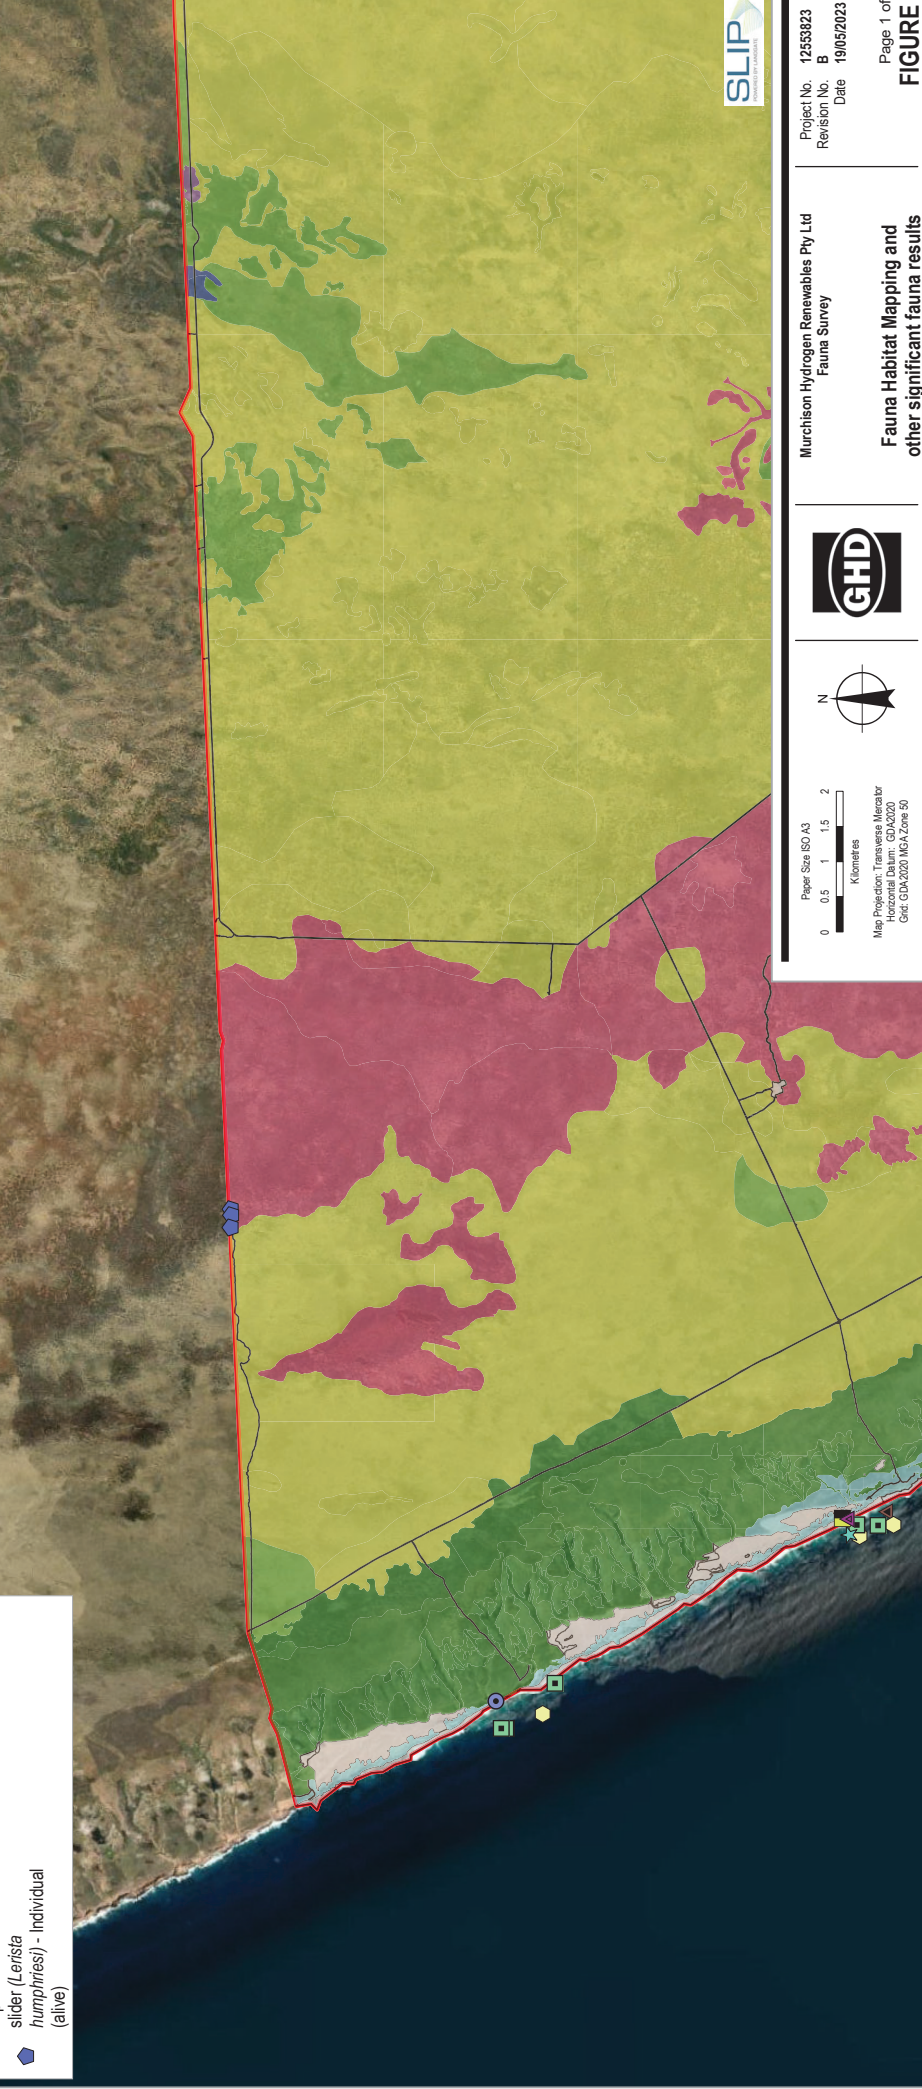 slider (Lerista
humphriesi) - Individual
(alive)
Paper Size ISO A3
0 0.5 1 1.5 2
Kilometres
Map Projection: Transverse Mercator
Horizontal Datum: GDA2020
Grid: GDA2020 MGA Zone 50
N
GHD
Murchison Hydrogen Renewables Pty Ltd
Fauna Survey
Fauna Habitat Mapping and
other significant fauna results
SLIP
POWERED BY LANDGATE
Project No. 12553823
Revision No. B
Date 19/05/2023
Page 1 of
FIGURE